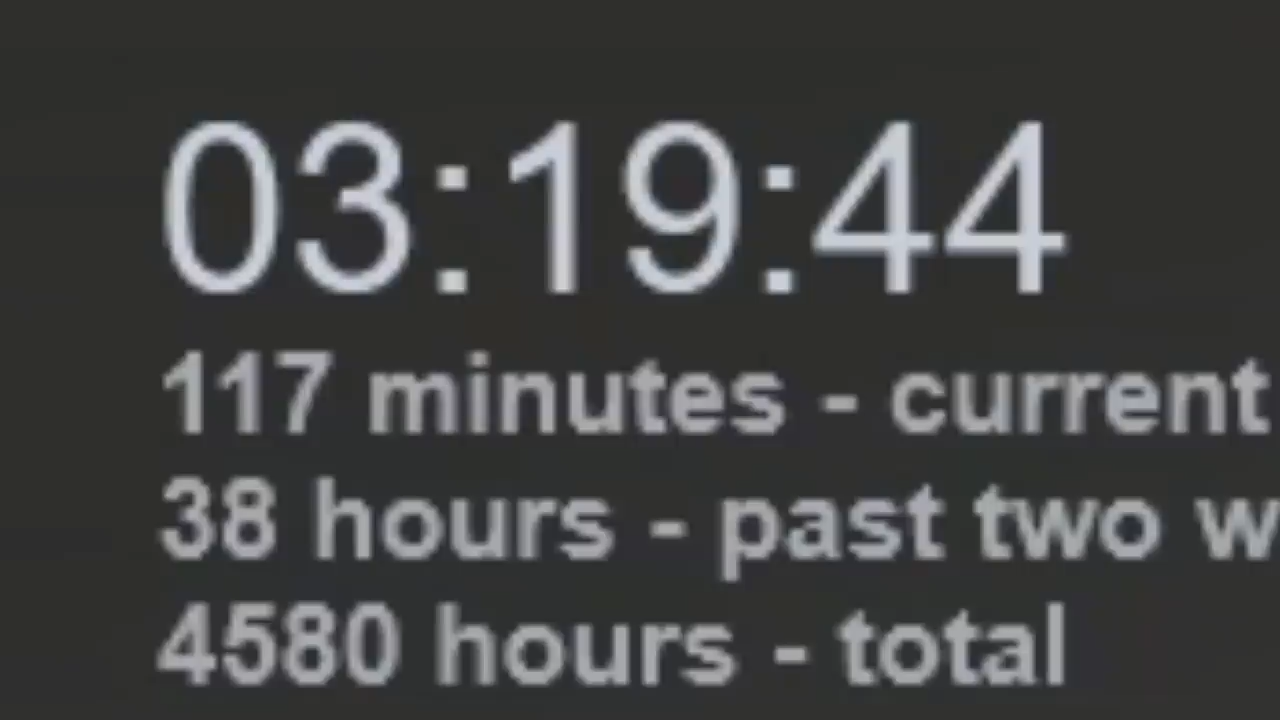 03:19:44
117 minutes - current
38 hours - past two
4580 hours - total